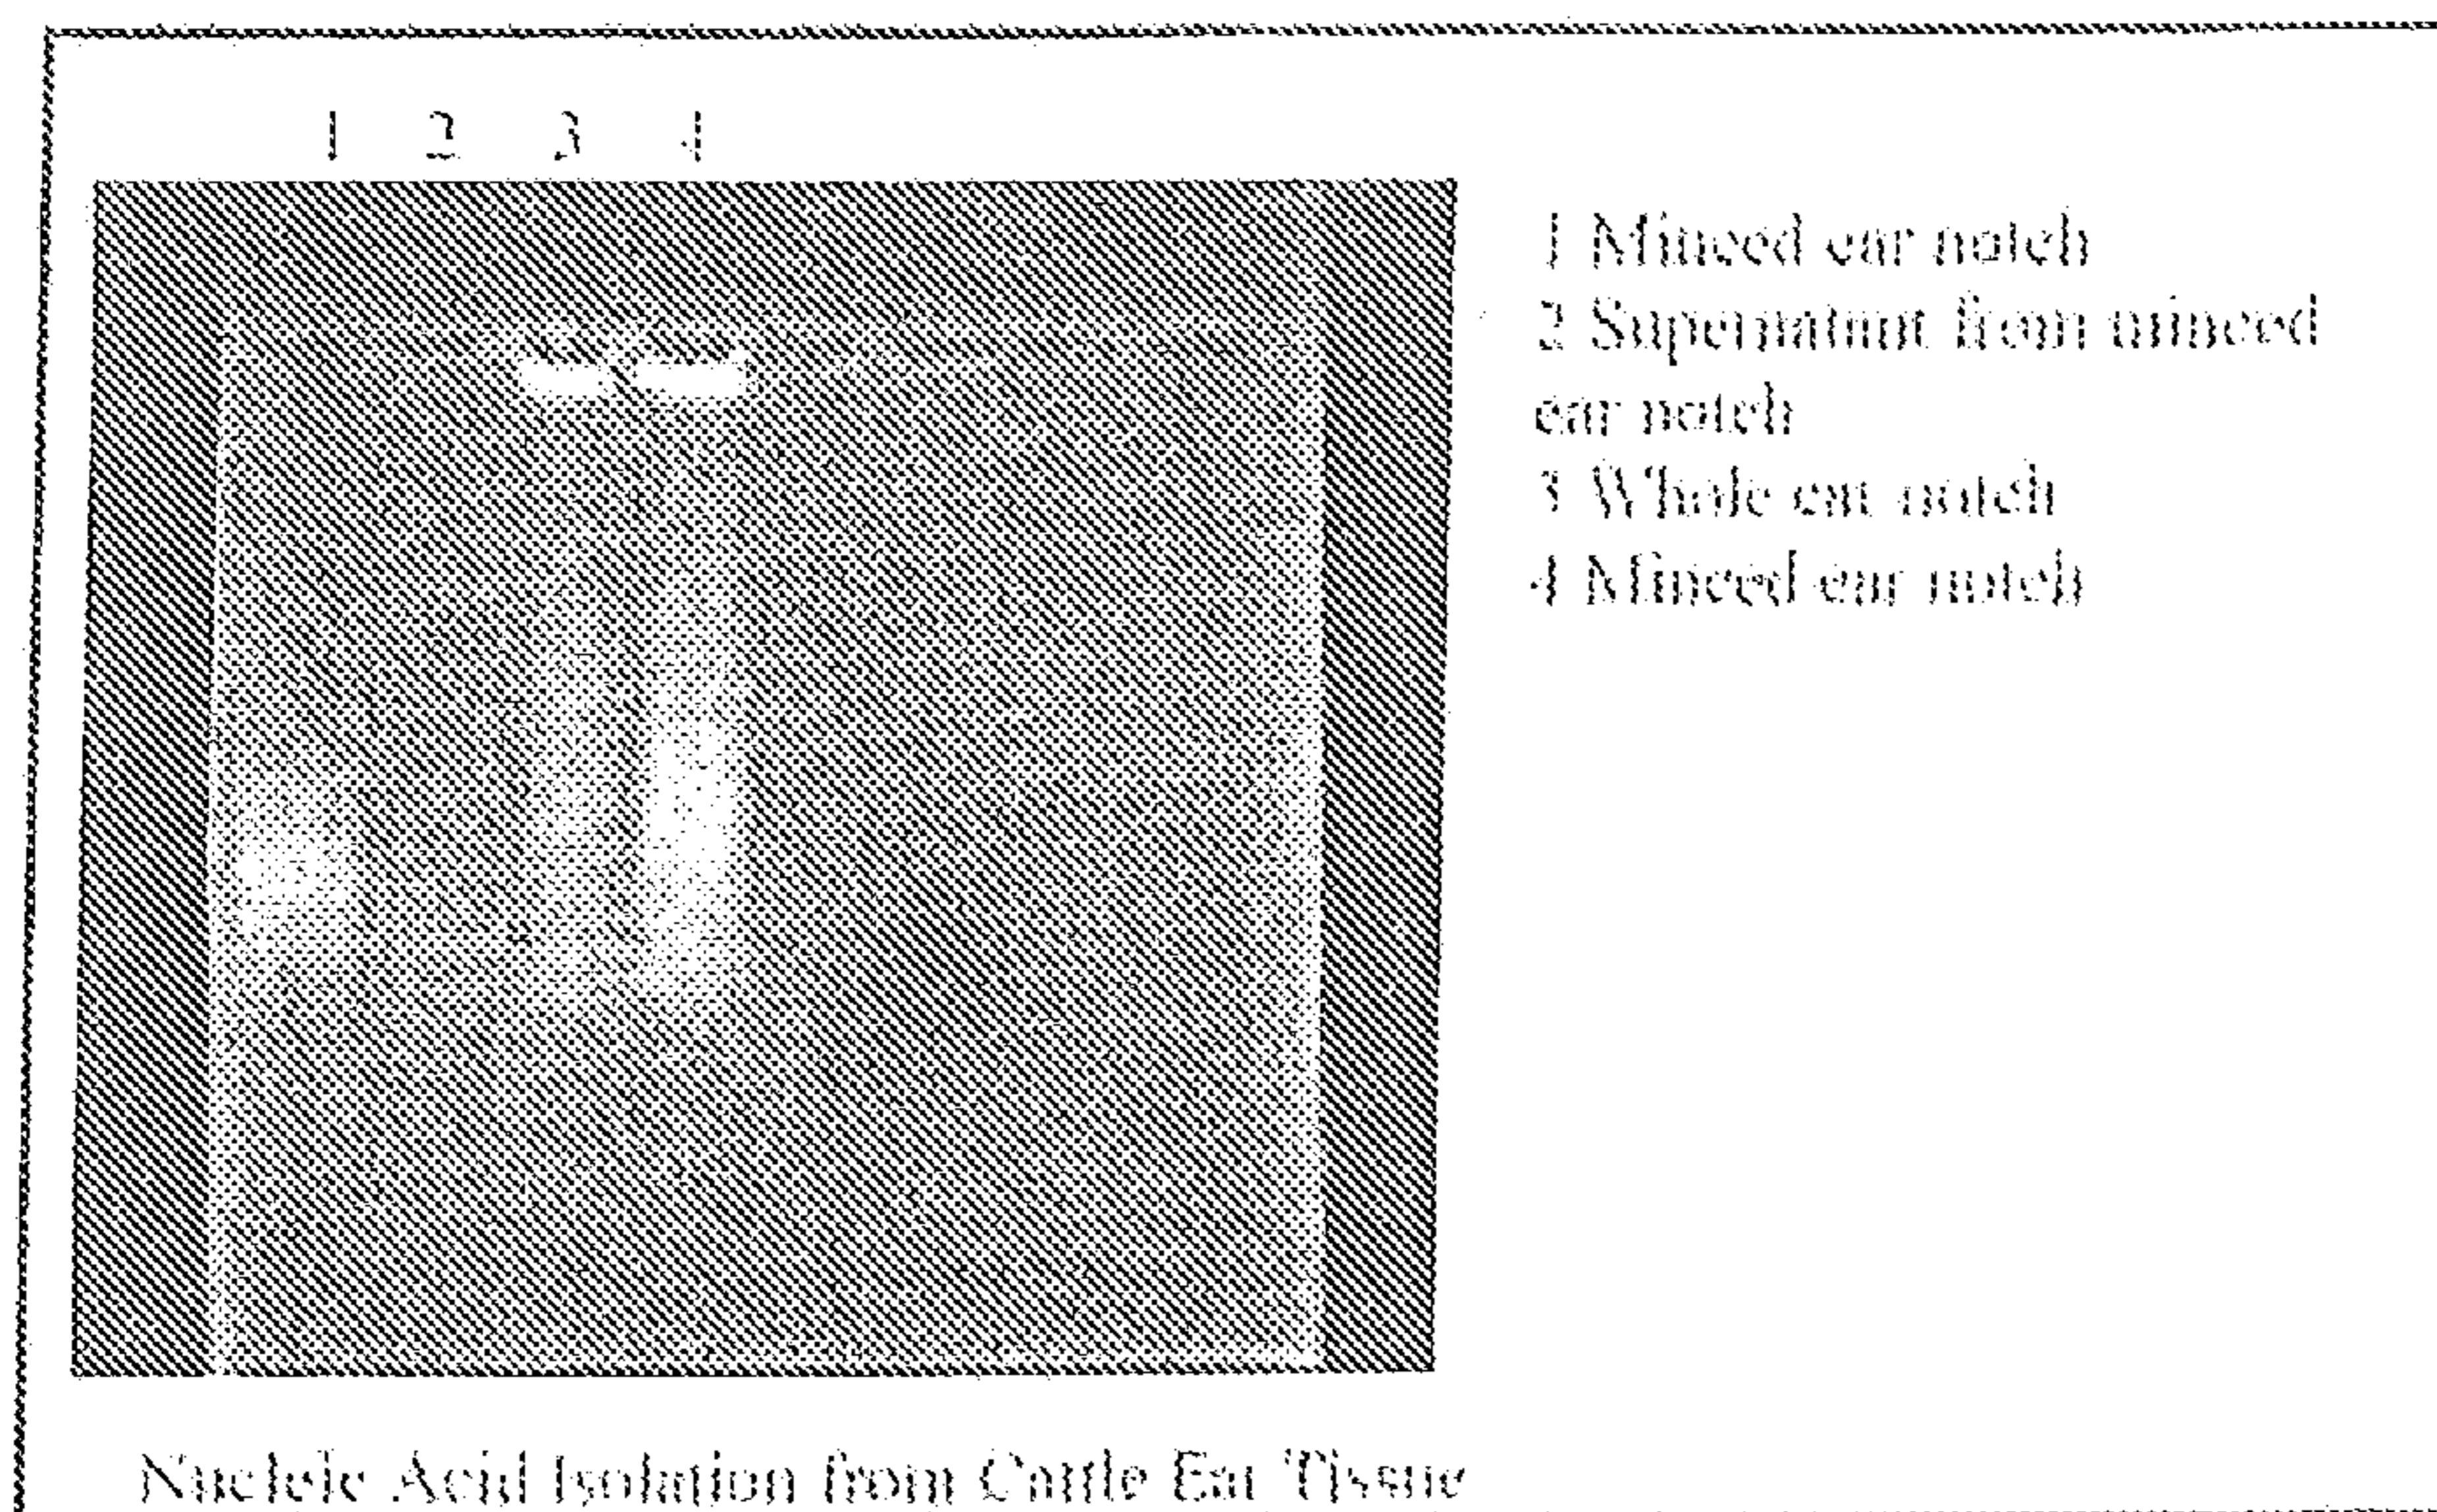 1 2 3 4
1 Minced ear notch
2 Supernatant from minced
ear notch
3 Whole ear notch
4 Minced ear notch
Nucleic Acid Isolation from Cattle Ear Tissue